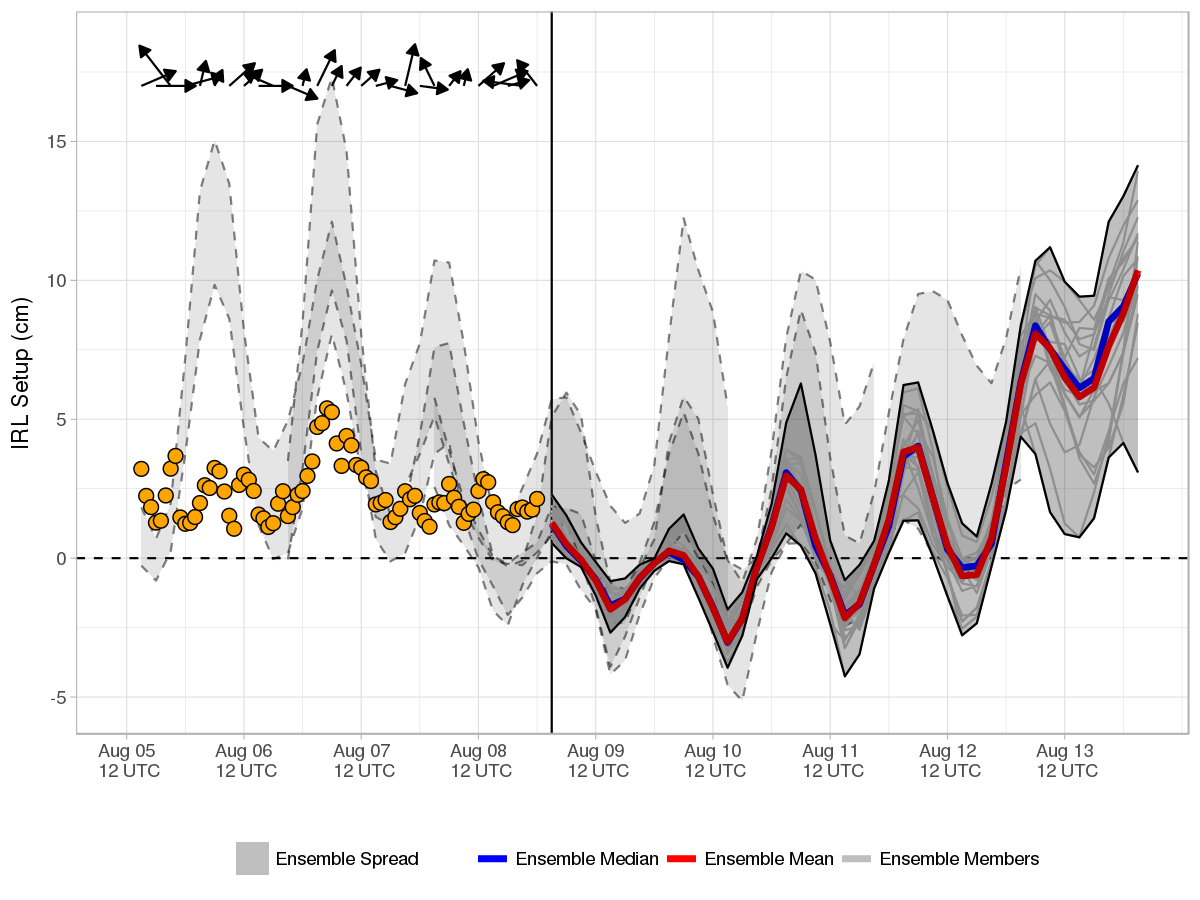 IRL Setup (cm)
15
10
5
0
-5
Aug 05 Aug 06 Aug 07 Aug 08 Aug 09 Aug 10 Aug 11 Aug 12 Aug 13
12 UTC 12 UTC 12 UTC 12 UTC 12 UTC 12 UTC 12 UTC 12 UTC 12 UTC
Ensemble Spread Ensemble Median Ensemble Mean Ensemble Members